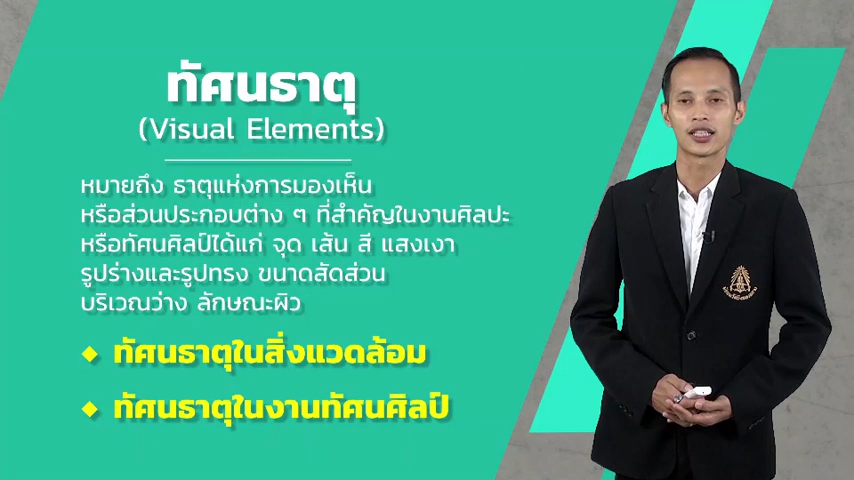 ทัศนธาตุ
(Visual Elements)
หมายถึง ธาตุแห่งการมองเห็น
หรือส่วนประกอบต่าง ๆ ที่สำคัญในงานศิลปะ
หรือทัศนศิลป์ได้แก่ จุด เส้น สี แสงเงา
รูปร่างและรูปทรง ขนาดสัดส่วน
บริเวณว่าง ลักษณะผิว
ทัศนธาตุในสิ่งแวดล้อม
ทัศนธาตุในงานทัศนศิลป์